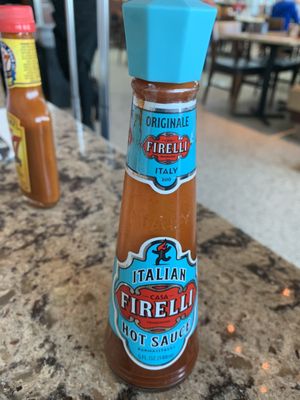 ORIGINALE
FIRELLI
ITALY
ITALIAN
CASA
FIRELLI
HOT SAUCE